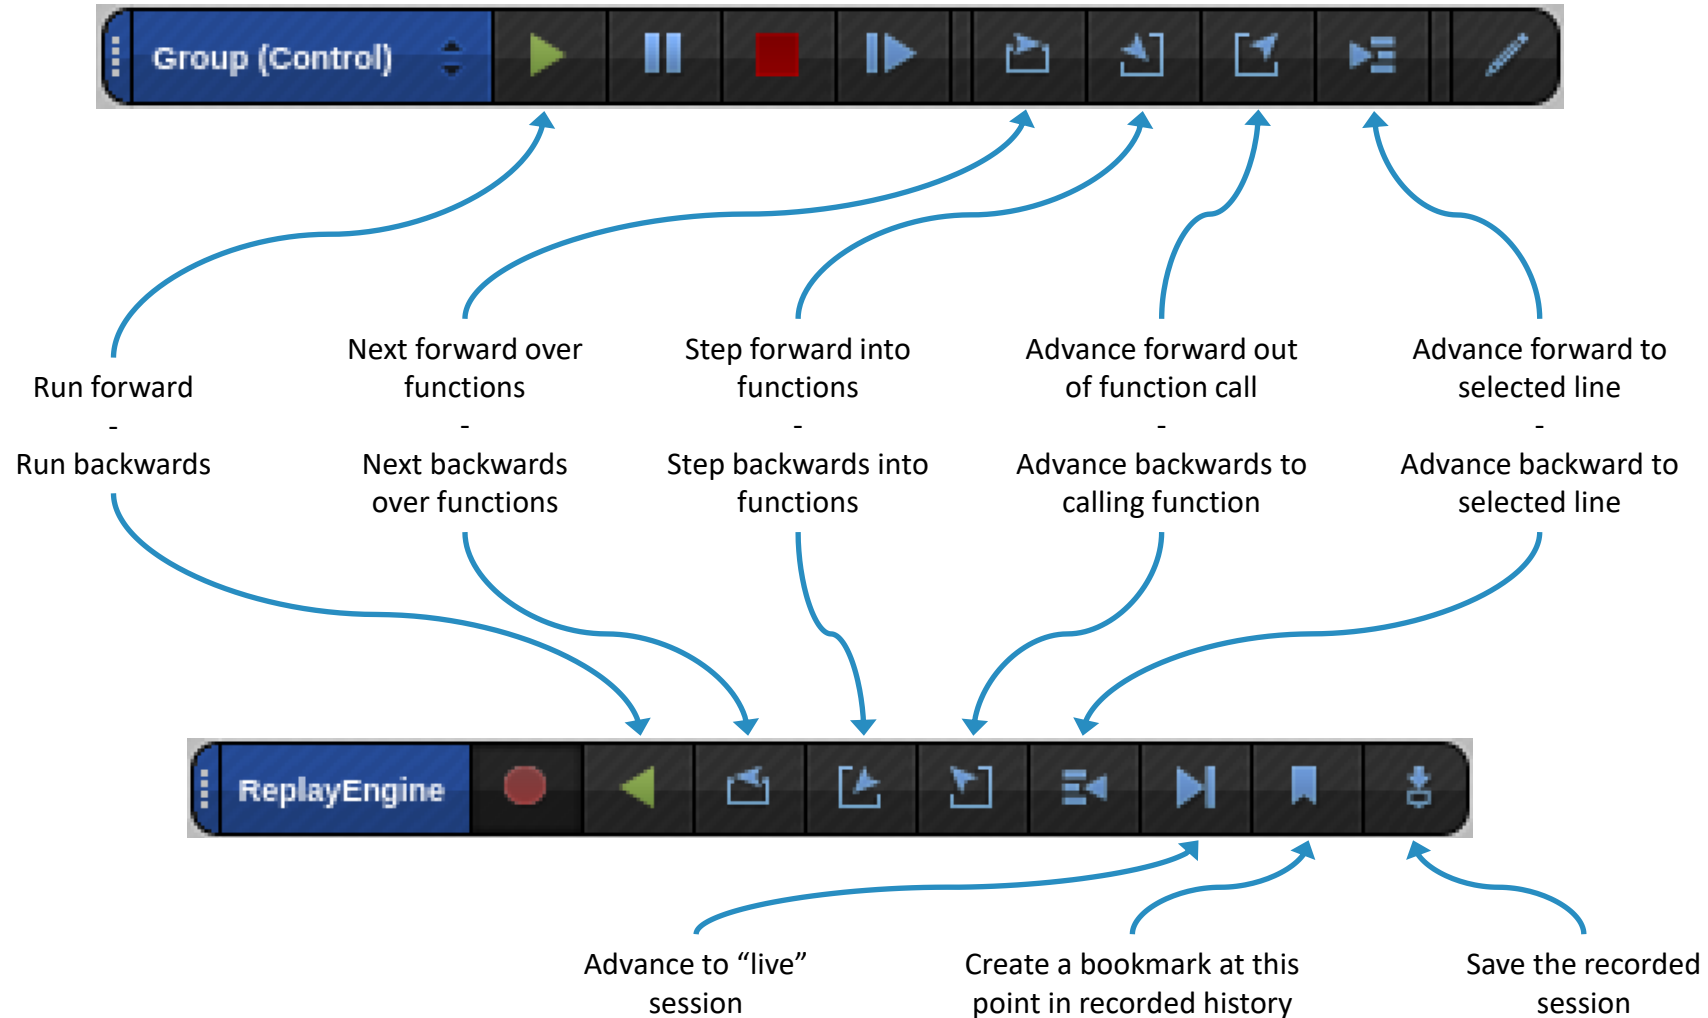 Group (Control)
Run forward
-
Run backwards
Next forward over
functions
-
Next backwards
over functions
Step forward into
functions
-
Step backwards into
functions
Advance forward out
of function call
-
Advance backwards to
calling function
Advance forward to
selected line
-
Advance backward to
selected line
ReplayEngine
Advance to “live”
session
Create a bookmark at this
point in recorded history
Save the recorded
session